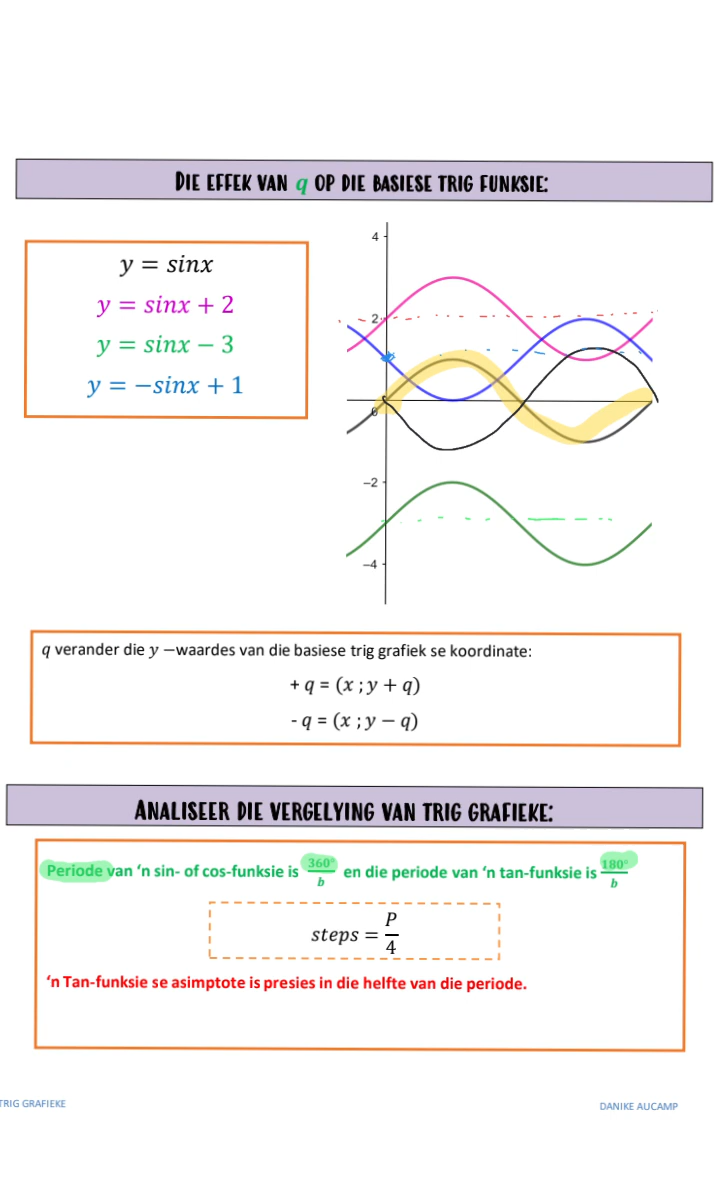 DIE EFFEK VAN q OP DIE BASIESE TRIG FUNKSIE:
y = sinx
y = sinx + 2
y = sinx − 3
y = −sinx + 1
4
2
0
−2
−4
q verander die y −waardes van die basiese trig grafiek se koordinate:
+ q = (x ; y + q)
- q = (x ; y − q)
ANALISEER DIE VERGELYING VAN TRIG GRAFIEKE:
Periode van ‘n sin- of cos-funksie is 360°/b en die periode van ‘n tan-funksie is 180°/b
steps = P/4
‘n Tan-funksie se asimptote is presies in die helfte van die periode.
TRIG GRAFIEKE
DANIKE AUCAMP